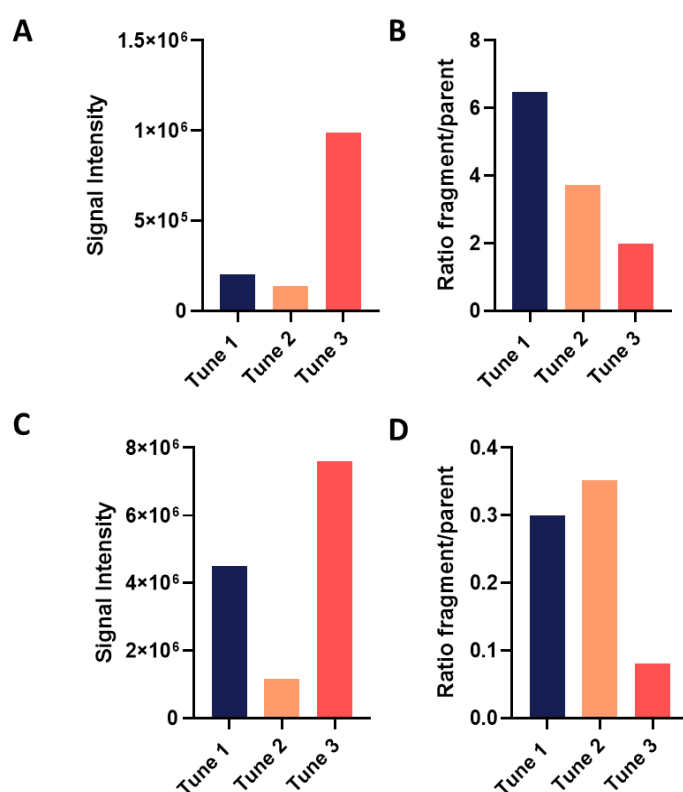 A
Signal Intensity
1.5×10⁶
1×10⁶
5×10⁵
0
Tune 1
Tune 2
Tune 3
B
Ratio fragment/parent
8
6
4
2
0
Tune 1
Tune 2
Tune 3
C
Signal Intensity
8×10⁶
6×10⁶
4×10⁶
2×10⁶
0
Tune 1
Tune 2
Tune 3
D
Ratio fragment/parent
0.4
0.3
0.2
0.1
0.0
Tune 1
Tune 2
Tune 3